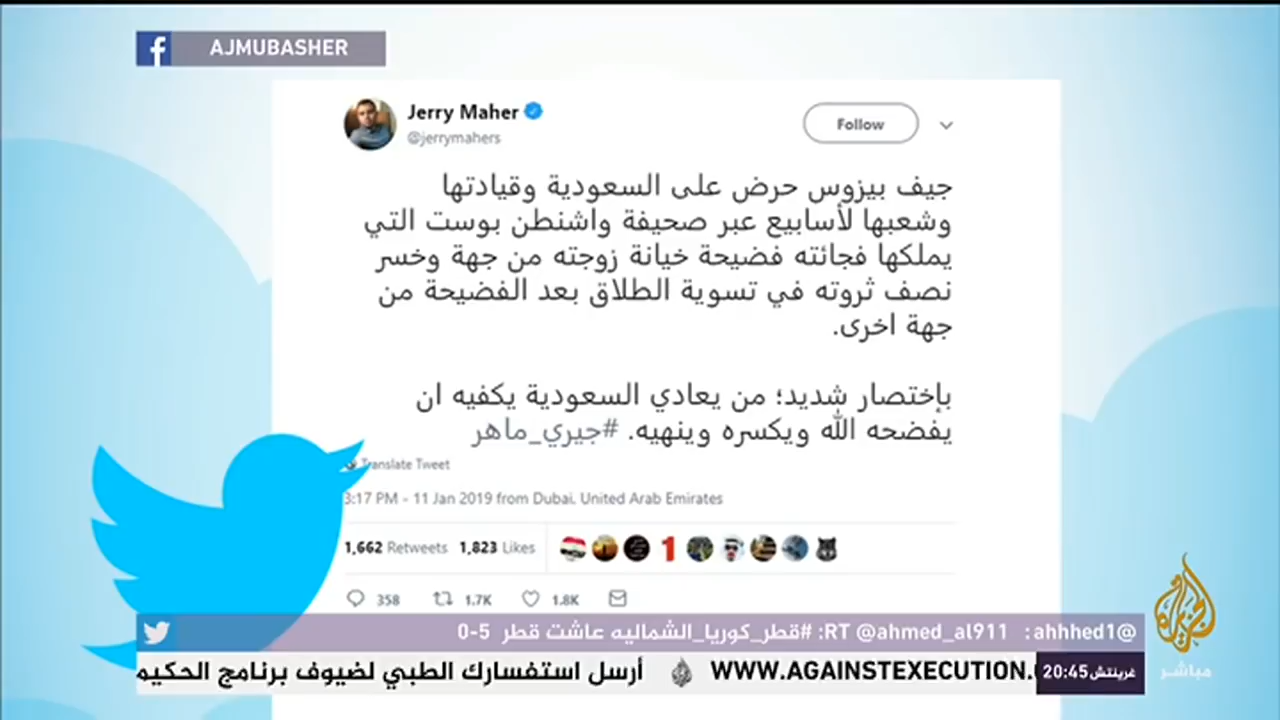 AJMUBASHER
Jerry Maher
@jerrymahers
Follow
جيف بيزوس حرض على السعودية وقيادتها
وشعبها لأسابيع عبر صحيفة واشنطن بوست التي
يملكها فجائته فضيحة خيانة زوجته من جهة وخسر
نصف ثروته في تسوية الطلاق بعد الفضيحة من
جهة اخرى.
بإختصار شديد؛ من يعادي السعودية يكفيه ان
يفضحه الله ويكسره وينهيه. #جيري_ماهر
Translate Tweet
3:17 PM - 11 Jan 2019 from Dubai, United Arab Emirates
1,662 Retweets 1,823 Likes
358 1.7K 1.8K
@ahhhed1: RT @ahmed_al911: #قطر_كوريا_الشماليه عاشت قطر 5-0
أرسل استفسارك الطبي لضيوف برنامج الحكيم
WWW.AGAINSTEXECUTION.
20:45 غرينتش
مباشر